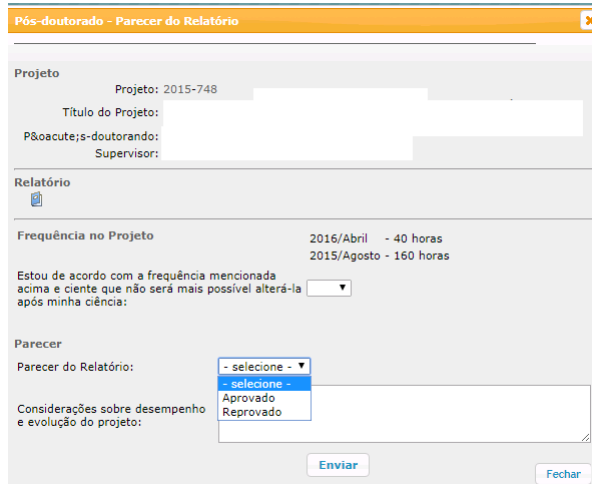 Pós-doutorado - Parecer do Relatório
Projeto
Projeto: 2015-748
Título do Projeto:
P&oacute;s-doutorando:
Supervisor:
Relatório
Frequência no Projeto
2016/Abril - 40 horas
2015/Agosto - 160 horas
Estou de acordo com a frequência mencionada
acima e ciente que não será mais possível alterá-la
após minha ciência:
Parecer
Parecer do Relatório:
- selecione -
- selecione -
Aprovado
Reprovado
Considerações sobre desempenho
e evolução do projeto:
Enviar
Fechar